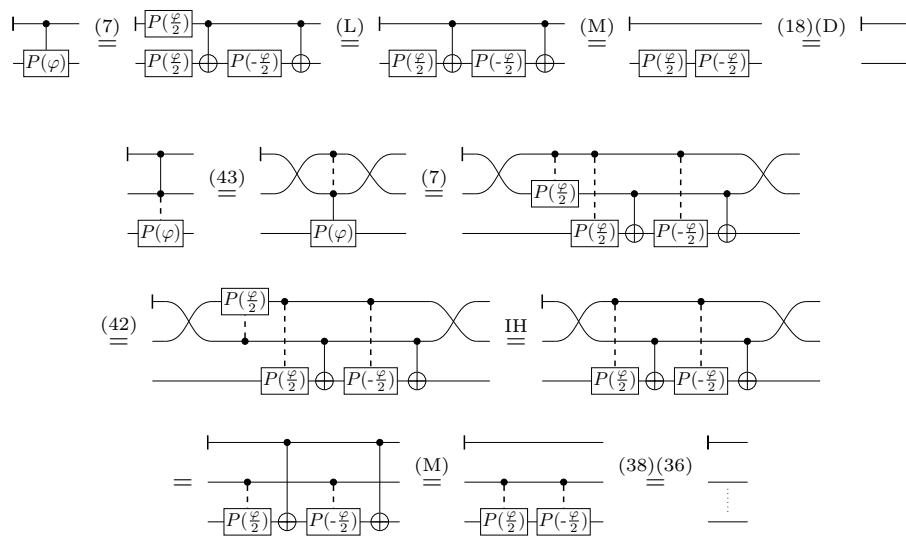 (7) = P(φ/2) (L) = (M) = (18)(D) =
P(φ) P(φ/2) P(-φ/2) P(φ/2) P(-φ/2) P(φ/2) P(-φ/2)
(43) = (7) =
P(φ/2)
P(φ) P(φ) P(φ/2) P(-φ/2)
(42) = P(φ/2) IH =
P(φ/2) P(-φ/2) P(φ/2) P(-φ/2)
= (M) = (38)(36) =
P(φ/2) P(-φ/2) P(φ/2) P(-φ/2)